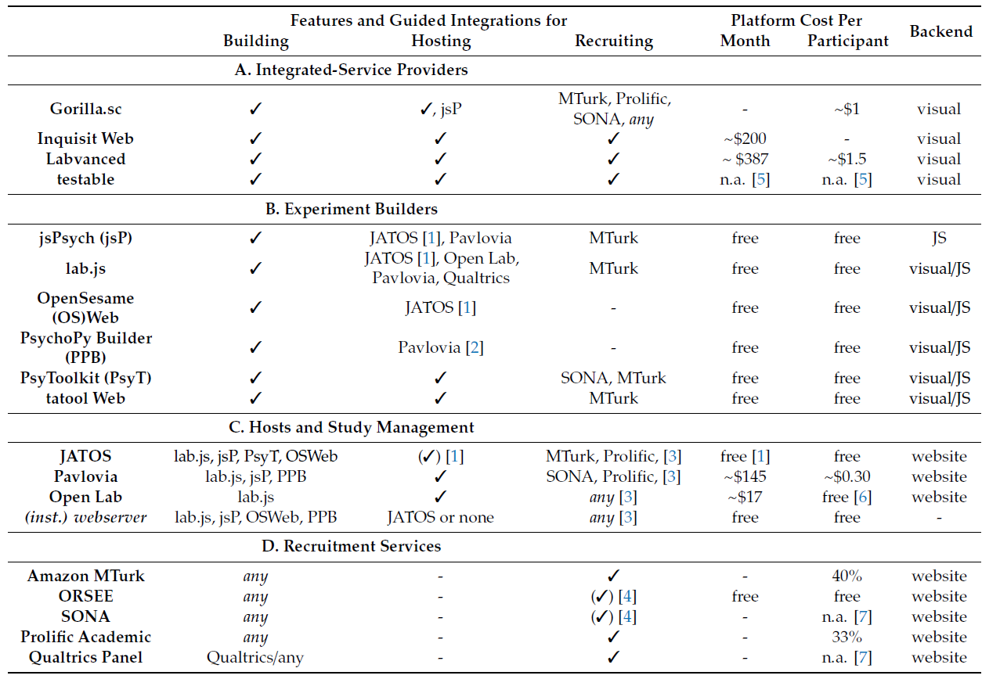 Features and Guided Integrations for Platform Cost Per Backend
Building Hosting Recruiting Month Participant
A. Integrated-Service Providers
Gorilla.sc ✓ ✓, jsP MTurk, Prolific, SONA, any - ~$1 visual
Inquisit Web ✓ ✓ ✓ ~$200 - visual
Labvanced ✓ ✓ ✓ ~ $387 ~$1.5 visual
testable ✓ ✓ ✓ n.a. [5] n.a. [5] visual
B. Experiment Builders
jsPsych (jsP) ✓ JATOS [1], Pavlovia MTurk free free JS
lab.js ✓ JATOS [1], Open Lab, Pavlovia, Qualtrics MTurk free free visual/JS
OpenSesame (OS)Web ✓ JATOS [1] - free free visual/JS
PsychoPy Builder (PPB) ✓ Pavlovia [2] - free free visual/JS
PsyToolkit (PsyT) ✓ ✓ SONA, MTurk free free visual/JS
tatool Web ✓ ✓ MTurk free free visual/JS
C. Hosts and Study Management
JATOS lab.js, jsP, PsyT, OSWeb (✓) [1] MTurk, Prolific, [3] free [1] free website
Pavlovia lab.js, jsP, PPB ✓ SONA, Prolific, [3] ~$145 ~$0.30 website
Open Lab lab.js ✓ any [3] ~$17 free [6] website
(inst.) webserver lab.js, jsP, OSWeb, PPB JATOS or none any [3] free free -
D. Recruitment Services
Amazon MTurk any - ✓ - 40% website
ORSEE any - (✓) [4] free free website
SONA any - (✓) [4] - n.a. [7] website
Prolific Academic any - ✓ - 33% website
Qualtrics Panel Qualtrics/any - ✓ - n.a. [7] website